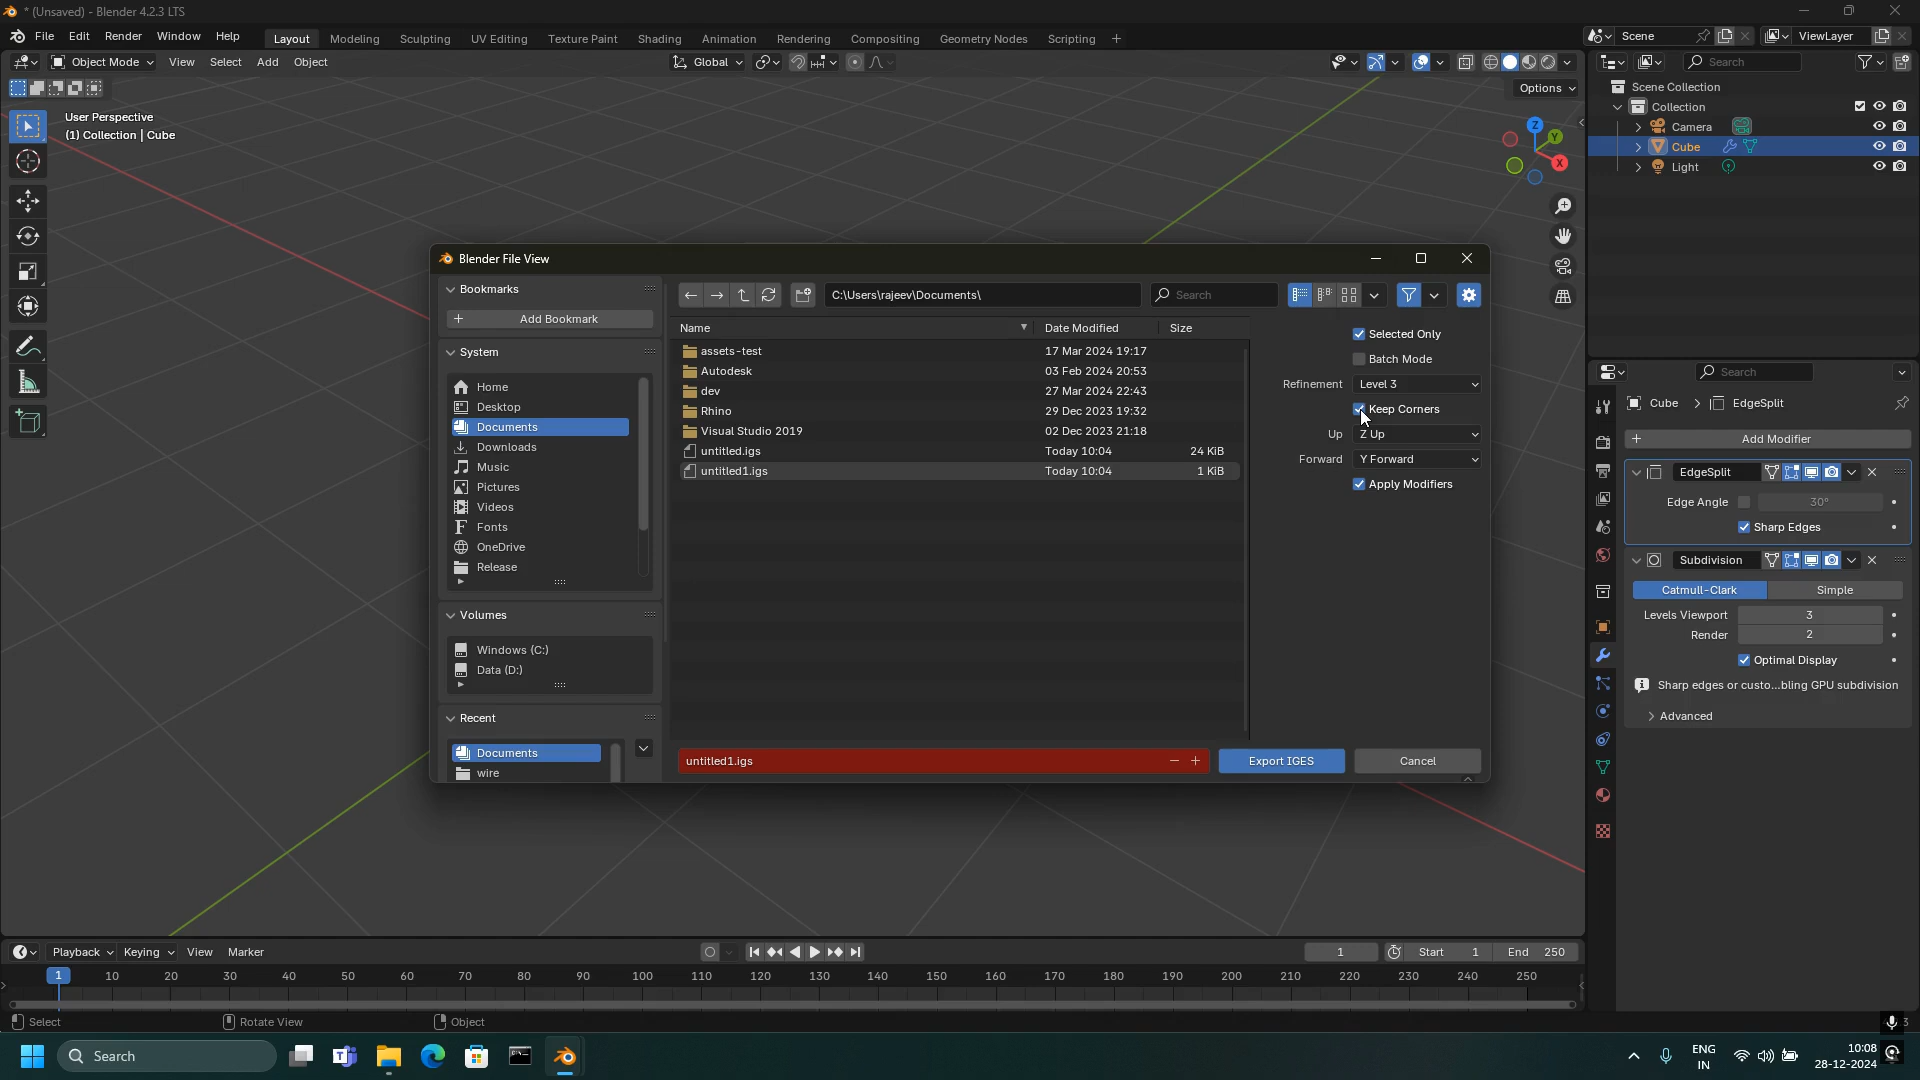 * (Unsaved) - Blender 4.2.3 LTS
File Edit Render Window Help Layout Modeling Sculpting UV Editing Texture Paint Shading Animation Rendering Compositing Geometry Nodes Scripting + Scene ViewLayer
Object Mode View Select Add Object Global Search
Options
User Perspective
(1) Collection | Cube
Z
Y
X
Scene Collection
Collection
Camera
Cube
Light
Blender File View
Bookmarks
+ Add Bookmark
System
Home
Desktop
Documents
Downloads
Music
Pictures
Videos
Fonts
OneDrive
Release
Volumes
Windows (C:)
Data (D:)
Recent
Documents
wire
C:\Users\rajeev\Documents\ Search
Name Date Modified Size
assets-test 17 Mar 2024 19:17
Autodesk 03 Feb 2024 20:53
dev 27 Mar 2024 22:43
Rhino 29 Dec 2023 19:32
Visual Studio 2019 02 Dec 2023 21:18
untitled.igs Today 10:04 24 KiB
untitled1.igs Today 10:04 1 KiB
Selected Only
Batch Mode
Refinement Level 3
Keep Corners
Up Z Up
Forward Y Forward
Apply Modifiers
untitled1.igs - + Export IGES Cancel
Search
Cube > EdgeSplit
+ Add Modifier
EdgeSplit
Edge Angle 30°
Sharp Edges
Subdivision
Catmull-Clark Simple
Levels Viewport 3
Render 2
Optimal Display
Sharp edges or custo...bling GPU subdivision
Advanced
Playback Keying View Marker 1 Start 1 End 250
1 10 20 30 40 50 60 70 80 90 100 110 120 130 140 150 160 170 180 190 200 210 220 230 240 250
Select Rotate View Object 3
Search
ENG
IN
10:08
28-12-2024